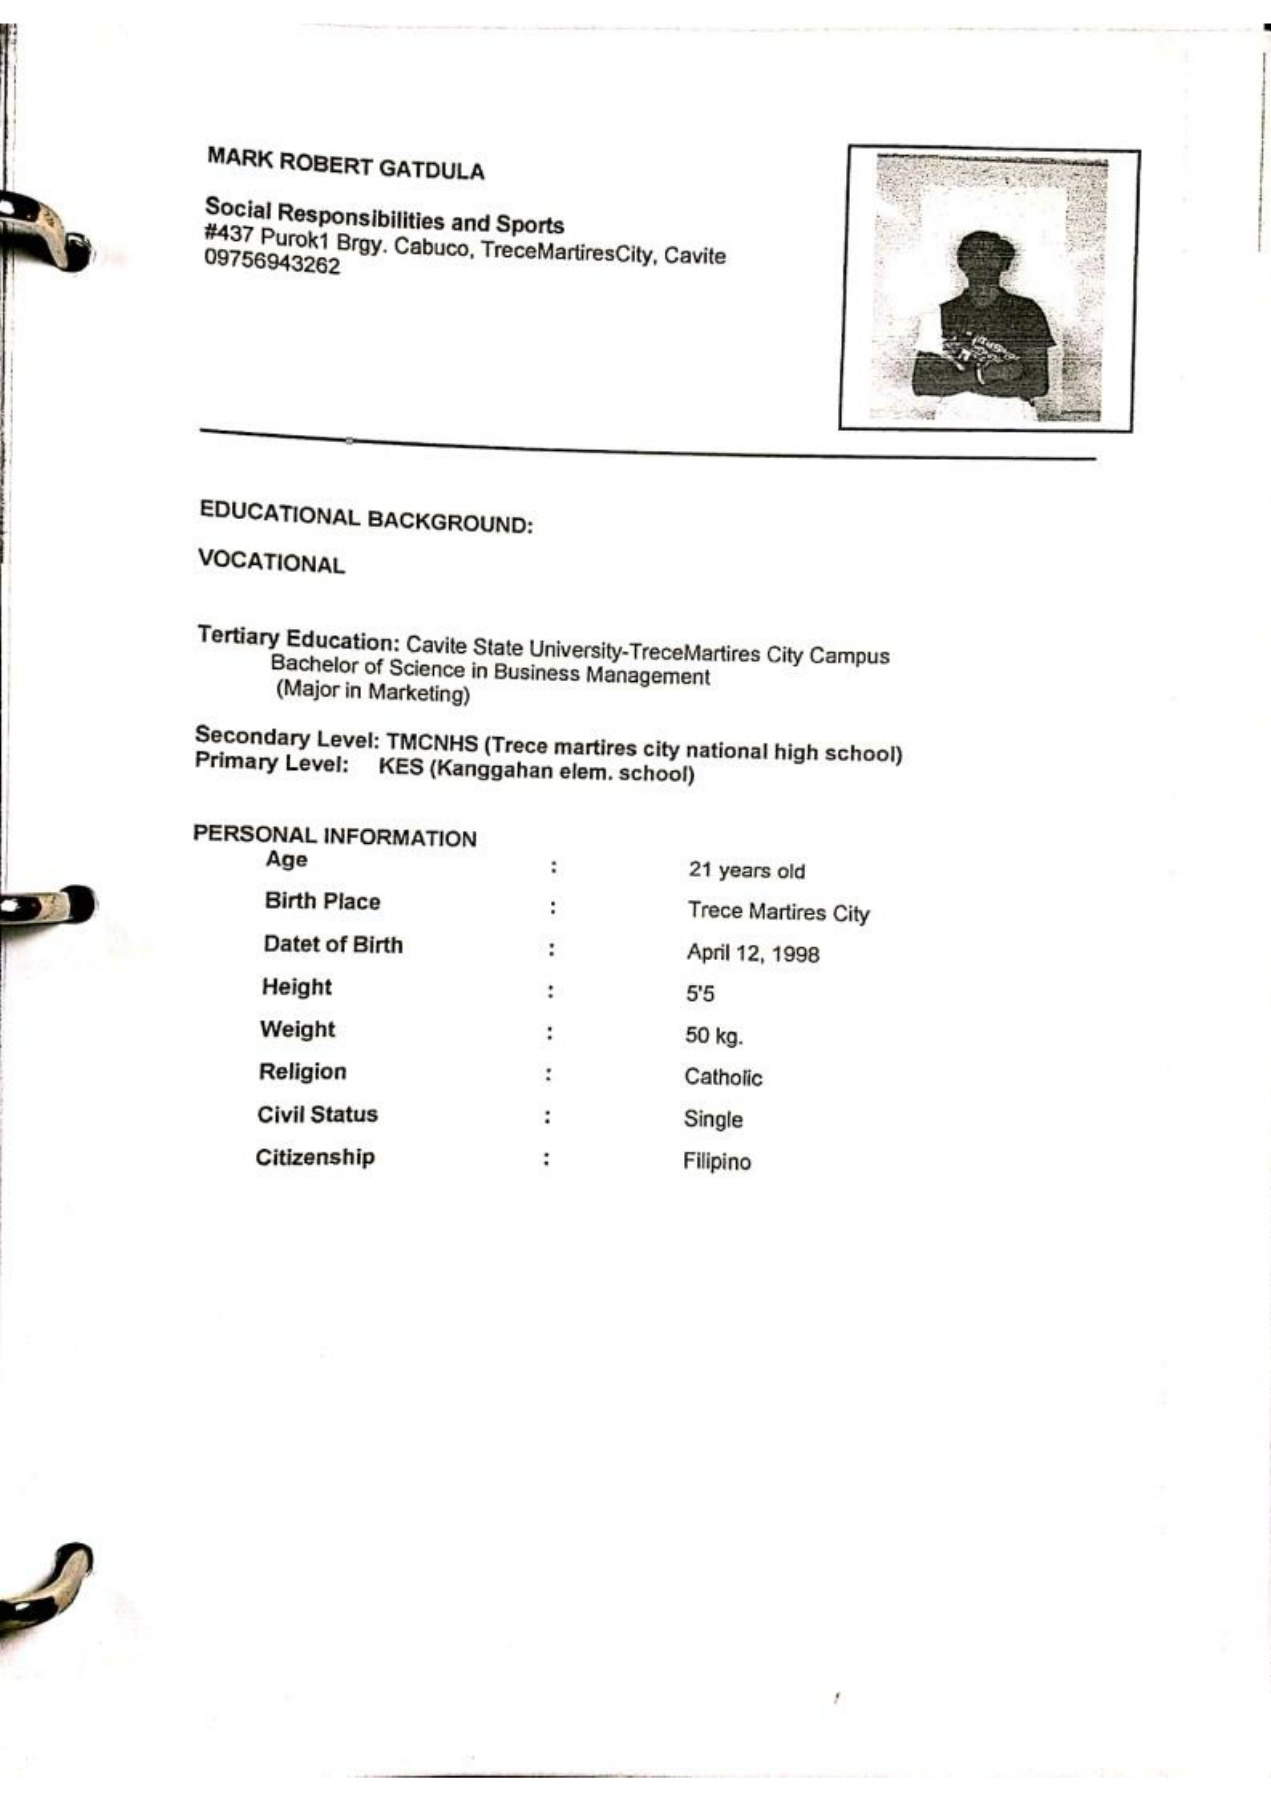 MARK ROBERT GATDULA
Social Responsibilities and Sports
#437 Purok1 Brgy. Cabuco, TreceMartiresCity, Cavite
09756943262
EDUCATIONAL BACKGROUND:
VOCATIONAL
Tertiary Education: Cavite State University-TreceMartires City Campus
Bachelor of Science in Business Management
(Major in Marketing)
Secondary Level: TMCNHS (Trece martires city national high school)
Primary Level: KES (Kanggahan elem. school)
PERSONAL INFORMATION
Age : 21 years old
Birth Place : Trece Martires City
Datet of Birth : April 12, 1998
Height : 5'5
Weight : 50 kg.
Religion : Catholic
Civil Status : Single
Citizenship : Filipino